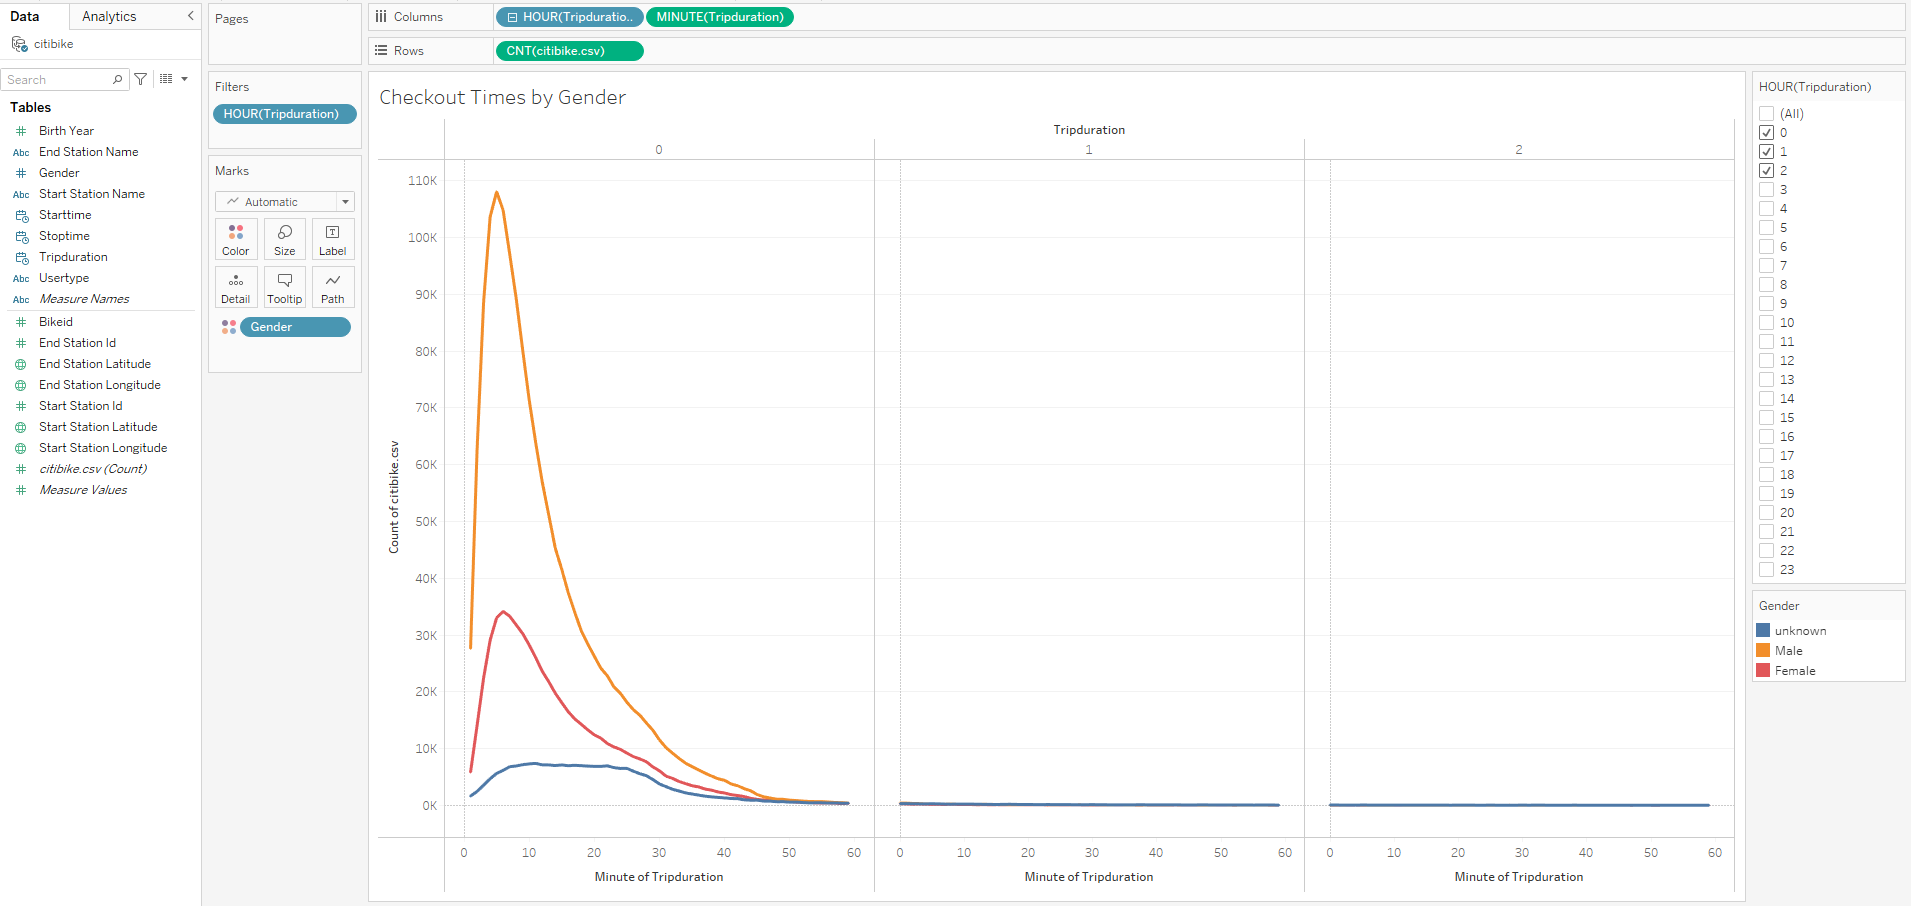 Data
Analytics
citibike
Search
Tables
Birth Year
Abc End Station Name
Gender
Abc Start Station Name
Starttime
Stoptime
Tripduration
Abc Usertype
Abc Measure Names
Bikeid
End Station Id
End Station Latitude
End Station Longitude
Start Station Id
Start Station Latitude
Start Station Longitude
citibike.csv (Count)
Measure Values
Pages
Filters
HOUR(Tripduration)
Marks
Automatic
Color Size Label
Detail Tooltip Path
Gender
Columns HOUR(Tripduratio.. MINUTE(Tripduration)
Rows CNT(citibike.csv)
Checkout Times by Gender
Tripduration
0 1 2
110K
100K
90K
80K
70K
60K
50K
40K
30K
20K
10K
0K
Count of citibike.csv
0 10 20 30 40 50 60 0 10 20 30 40 50 60 0 10 20 30 40 50 60
Minute of Tripduration Minute of Tripduration Minute of Tripduration
HOUR(Tripduration)
(All)
0
1
2
3
4
5
6
7
8
9
10
11
12
13
14
15
16
17
18
19
20
21
22
23
Gender
unknown
Male
Female